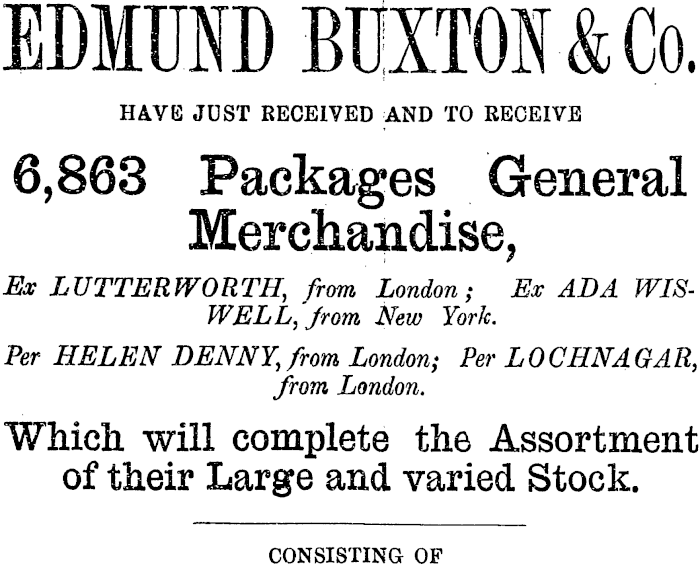 EDMUND BUXTON & Co.
HAVE JUST RECEIVED AND TO RECEIVE
6,863 Packages General
Merchandise,
Ex LUTTERWORTH, from London; Ex ADA WIS-
WELL, from New York.
Per HELEN DENNY, from London; Per LOCHNAGAR,
from London.
Which will complete the Assortment
of their Large and varied Stock.
CONSISTING OF